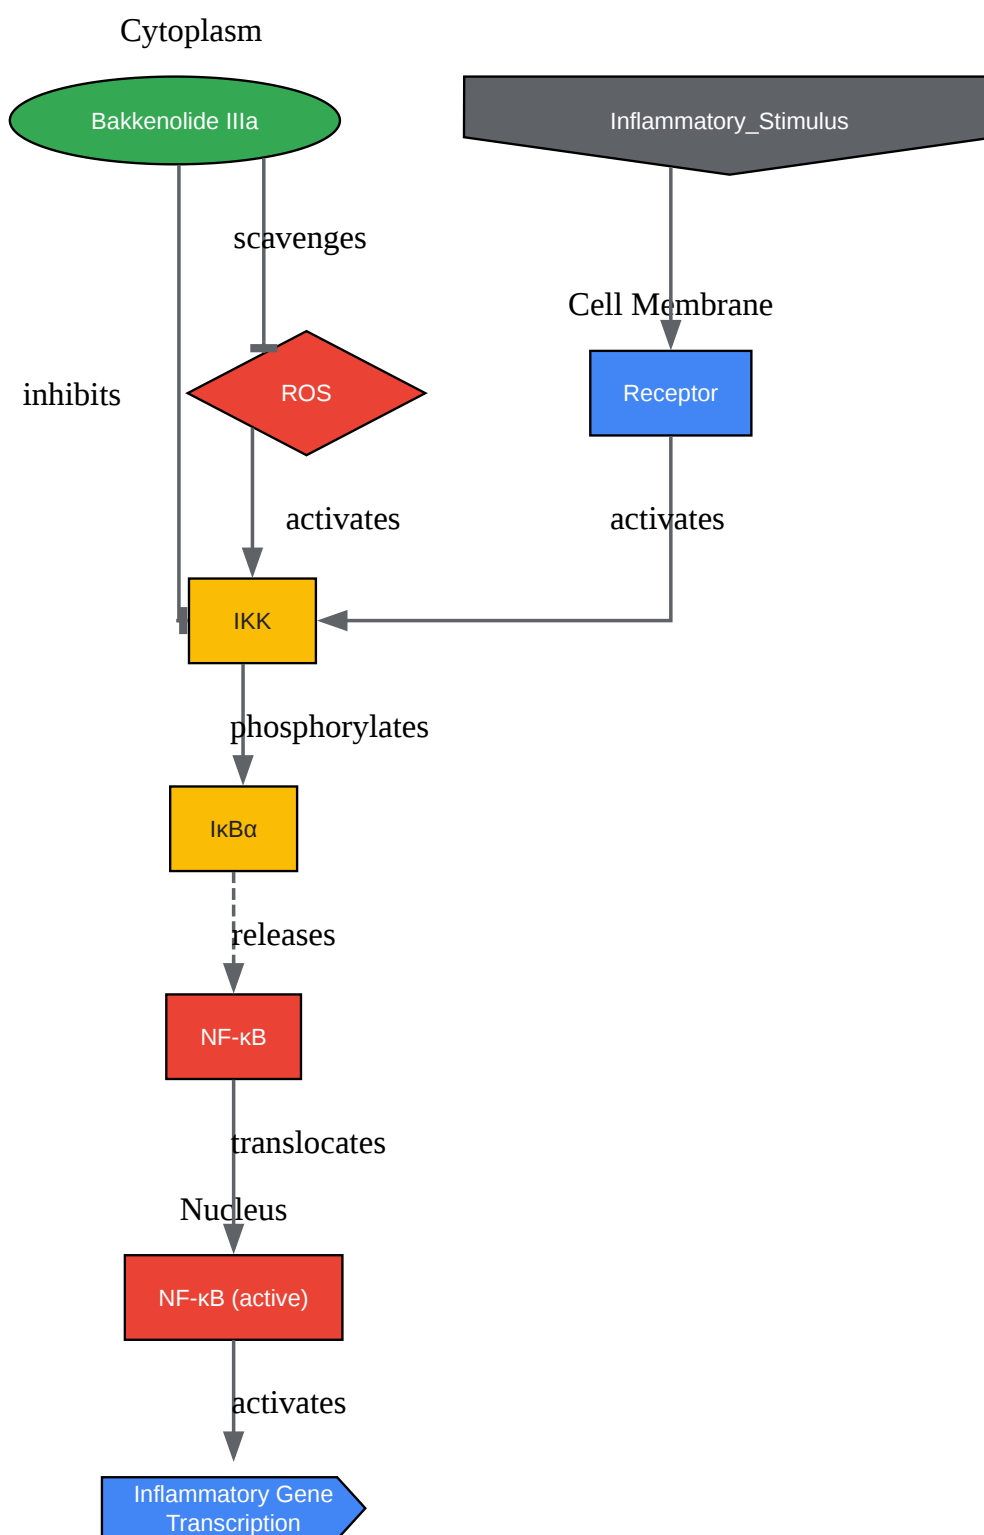 Cytoplasm
Bakkenolide IIIa
Inflammatory_Stimulus
scavenges
Cell Membrane
inhibits
ROS
Receptor
activates
activates
IKK
phosphorylates
IκBα
releases
NF-κB
translocates
Nucleus
NF-κB (active)
activates
Inflammatory Gene
Transcription